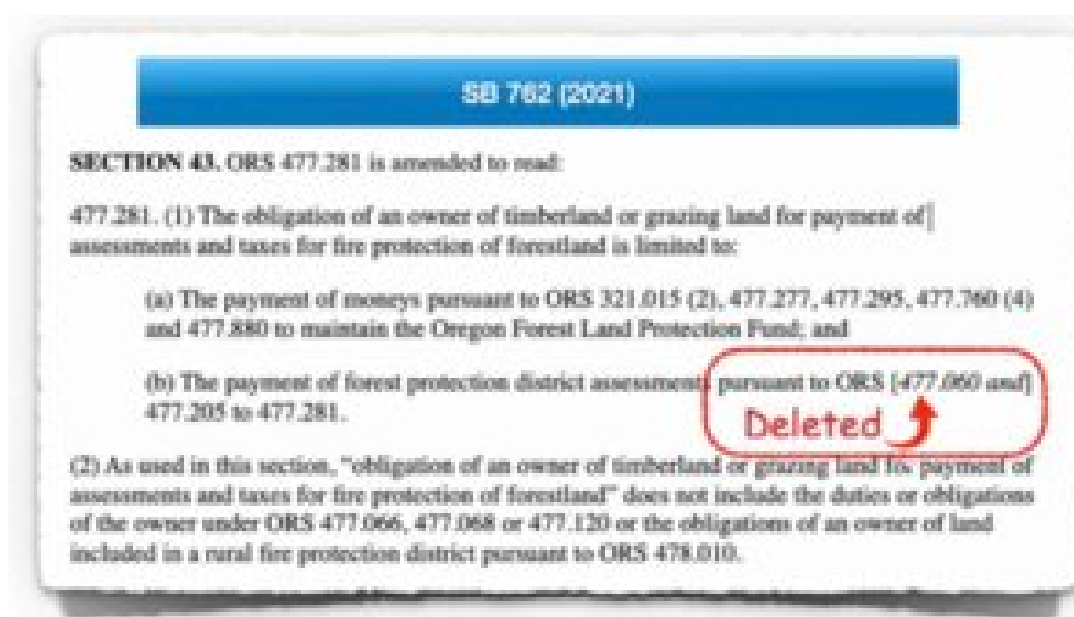 SB 762 (2021)
SECTION 43. ORS 477.281 is amended to read:
477.281. (1) The obligation of an owner of timberland or grazing land for payment of
assessments and taxes for fire protection of forestland is limited to:
(a) The payment of moneys pursuant to ORS 321.015 (2), 477.277, 477.295, 477.760 (4)
and 477.880 to maintain the Oregon Forest Land Protection Fund; and
(b) The payment of forest protection district assessments pursuant to ORS [477.060 and]
477.205 to 477.281.
Deleted
(2) As used in this section, “obligation of an owner of timberland or grazing land for payment of
assessments and taxes for fire protection of forestland” does not include the duties or obligations
of the owner under ORS 477.066, 477.068 or 477.120 or the obligations of an owner of land
included in a rural fire protection district pursuant to ORS 478.010.